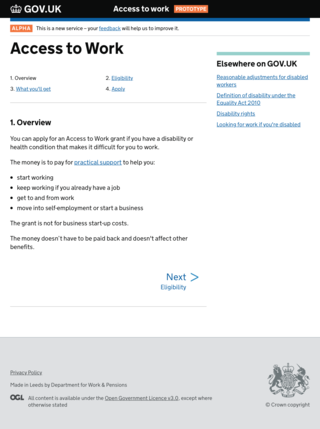 GOV.UK
Access to work PROTOTYPE
ALPHA This is a new service – your feedback will help us to improve it.
Access to Work
1. Overview
2. Eligibility
3. What you'll get
4. Apply
1. Overview
You can apply for an Access to Work grant if you have a disability or
health condition that makes it difficult for you to work.
The money is to pay for practical support to help you:
• start working
• keep working if you already have a job
• get to and from work
• move into self-employment or start a business
The grant is not for business start-up costs.
The money doesn't have to be paid back and doesn't affect other
benefits.
Next
Eligibility
Elsewhere on GOV.UK
Reasonable adjustments for disabled
workers
Definition of disability under the
Equality Act 2010
Disability rights
Looking for work if you're disabled
Privacy Policy
Made in Leeds by Department for Work & Pensions
OGL All content is available under the Open Government Licence v3.0, except where
otherwise stated
© Crown copyright